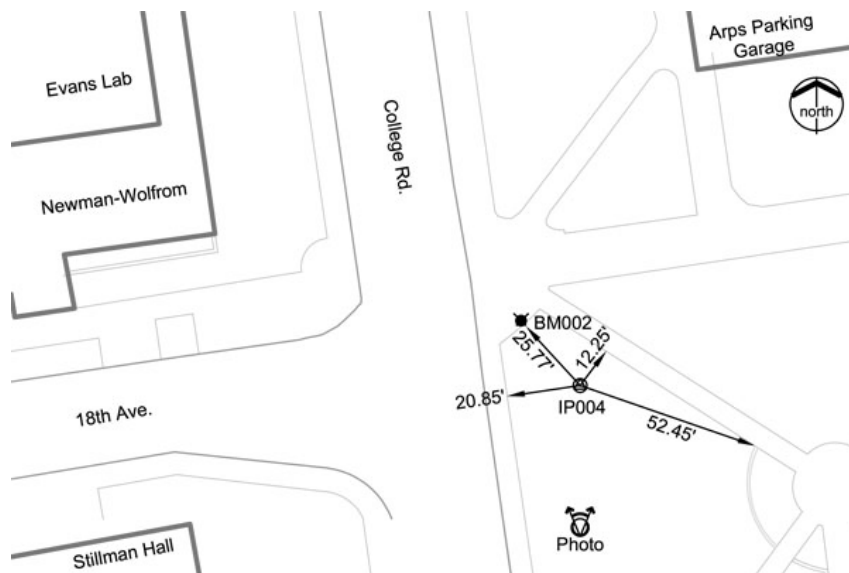 Arps Parking
Garage
Evans Lab
north
College Rd.
Newman-Wolfrom
BM002
25.77'
12.25'
20.85'
IP004
18th Ave.
52.45'
Photo
Stillman Hall